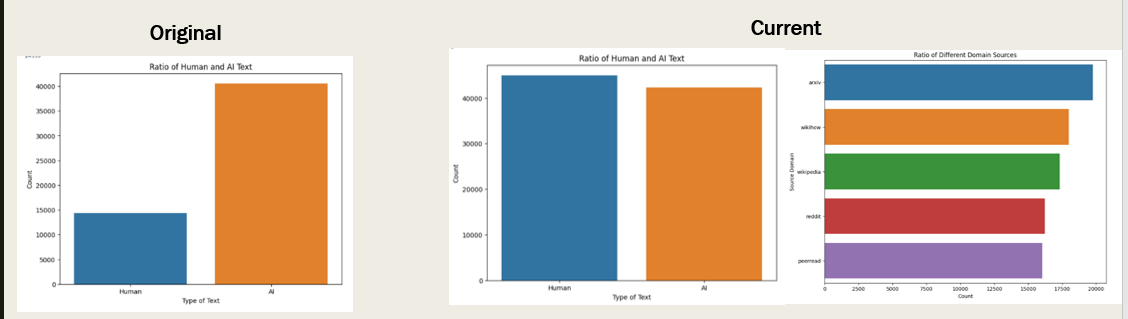 Original
Ratio of Human and AI Text
40000
35000
30000
25000
20000
15000
10000
5000
0
Count
Human AI
Type of Text
Current
Ratio of Human and AI Text
40000
30000
20000
10000
0
Count
Human AI
Type of Text
Ratio of Different Domain Sources
Source Domain
arxiv
wikihow
wikipedia
reddit
peerread
0 2500 5000 7500 10000 12500 15000 17500 20000
Count